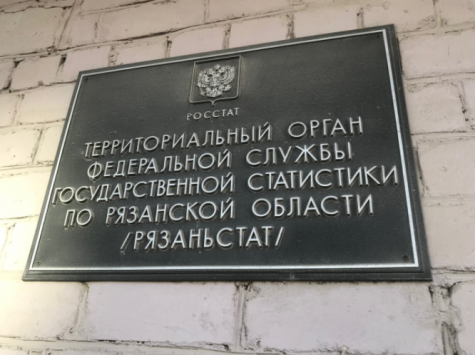 РОССТАТ
ТЕРРИТОРИАЛЬНЫЙ ОРГАН
ФЕДЕРАЛЬНОЙ СЛУЖБЫ
ГОСУДАРСТВЕННОЙ СТАТИСТИКИ
ПО РЯЗАНСКОЙ ОБЛАСТИ
/РЯЗАНЬСТАТ/